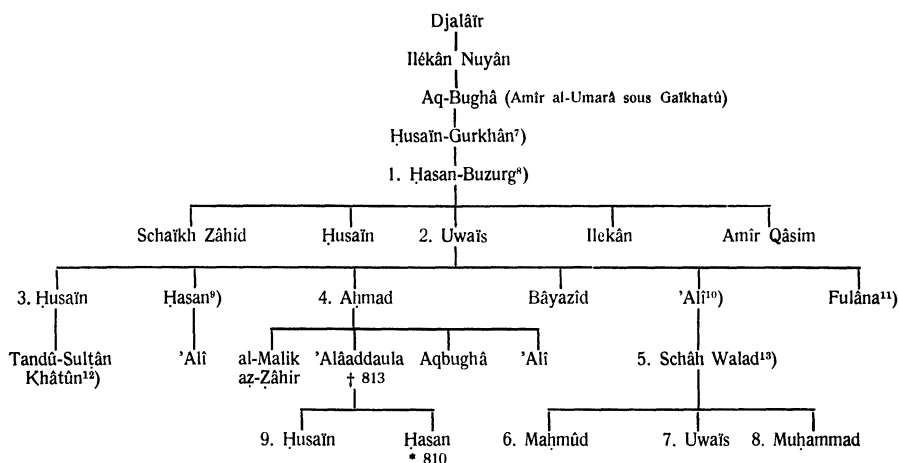 Djalâïr
Ilékân Nuyân
Aq-Bughâ (Amîr al-Umarâ sous Gaïkhatû)
Ḥusaïn-Gurkhân⁷)
1. Ḥasan-Buzurg⁸)
Schaïkh Zâhid Ḥusaïn 2. Uwaïs Ilekân Amîr Qâsim
3. Ḥusaïn Ḥasan⁹) 4. Aḥmad Bâyazîd ’Alî¹⁰) Fulâna¹¹)
Tandû-Sulṭân ’Alî al-Malik ’Alâaddaula Aqbughâ ’Alî 5. Schâh Walad¹³)
Khâtûn¹²) aẓ-Ẓâhir † 813
9. Ḥusaïn Ḥasan 6. Maḥmûd 7. Uwaïs 8. Muḥammad
* 810